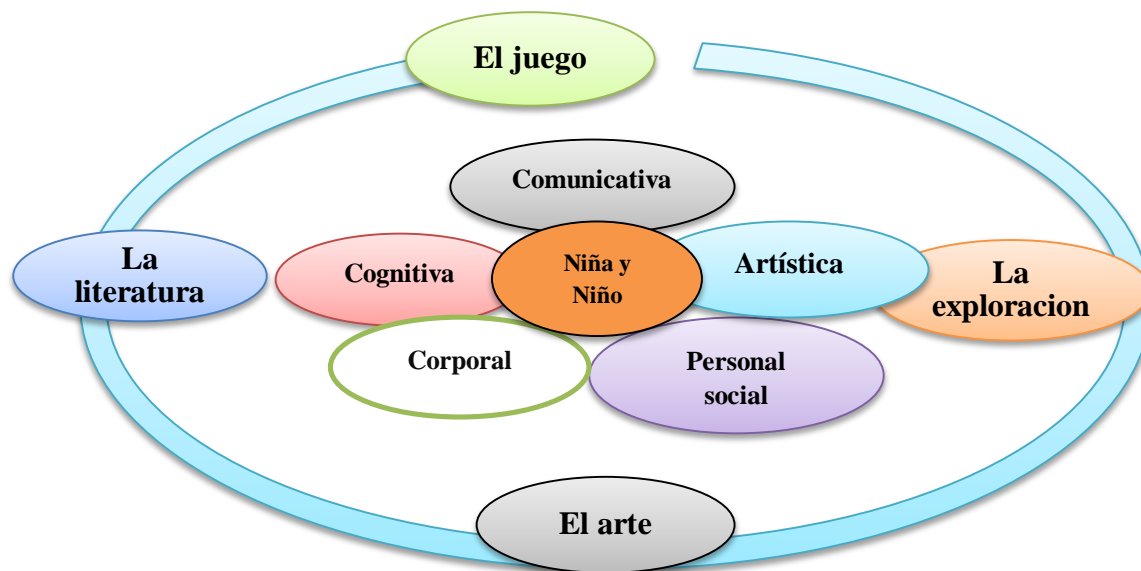 El juego
Comunicativa
La
literatura
Cognitiva
Niña y
Niño
Artística
La
exploracion
Corporal
Personal
social
El arte